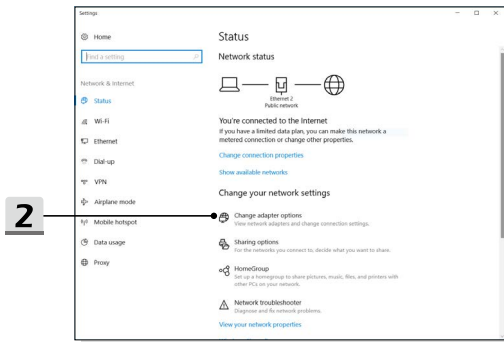 Settings
Home
Find a setting
Network & Internet
Status
Wi-Fi
Ethernet
Dial-up
VPN
Airplane mode
Mobile hotspot
Data usage
Proxy
2
Status
Network status
Ethernet 2
Public network
You're connected to the Internet
If you have a limited data plan, you can make this network a
metered connection or change other properties.
Change connection properties
Show available networks
Change your network settings
Change adapter options
View network adapters and change connection settings.
Sharing options
For the networks you connect to, decide what you want to share.
HomeGroup
Set up a homegroup to share pictures, music, files, and printers with
other PCs on your network.
Network troubleshooter
Diagnose and fix network problems.
View your network properties